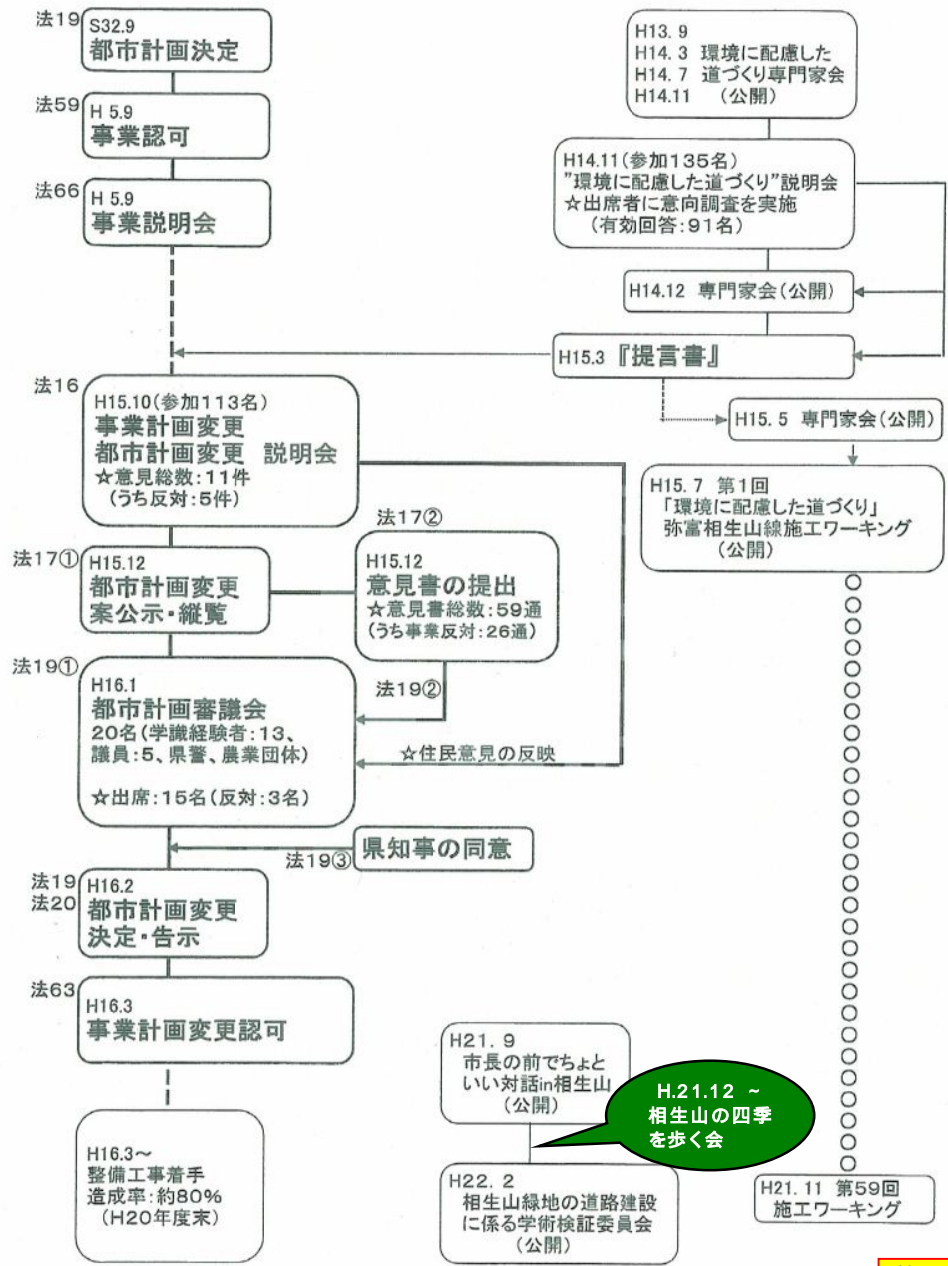 法19
S32.9
都市計画決定
法59
H 5.9
事業認可
法66
H 5.9
事業説明会
H13.9
H14.3 環境に配慮した
H14.7 道づくり専門家会
H14.11 (公開)
H14.11(参加135名)
”環境に配慮した道づくり”説明会
☆出席者に意向調査を実施
(有効回答:91名)
H14.12 専門家会(公開)
H15.3 『提言書』
H15.5 専門家会(公開)
H15.7 第1回
「環境に配慮した道づくり」
弥富相生山線施工ワーキング
(公開)
法16
H15.10(参加113名)
事業計画変更
都市計画変更 説明会
☆意見総数:11件
(うち反対:5件)
法17①
H15.12
都市計画変更
案公示・縦覧
法17②
H15.12
意見書の提出
☆意見書総数:59通
(うち事業反対:26通)
法19①
法19②
H16.1
都市計画審議会
20名(学識経験者:13、
議員:5、県警、農業団体)
☆出席:15名(反対:3名)
☆住民意見の反映
県知事の同意
法19③
法19
法20
H16.2
都市計画変更
決定・告示
法63
H16.3
事業計画変更認可
H16.3~
整備工事着手
造成率:約80%
(H20年度末)
H21.9
市長の前でちょと
いい対話in相生山
(公開)
H.21.12 ~
相生山の四季
を歩く会
H22.2
相生山緑地の道路建設
に係る学術検証委員会
(公開)
H21.11 第59回
施工ワーキング